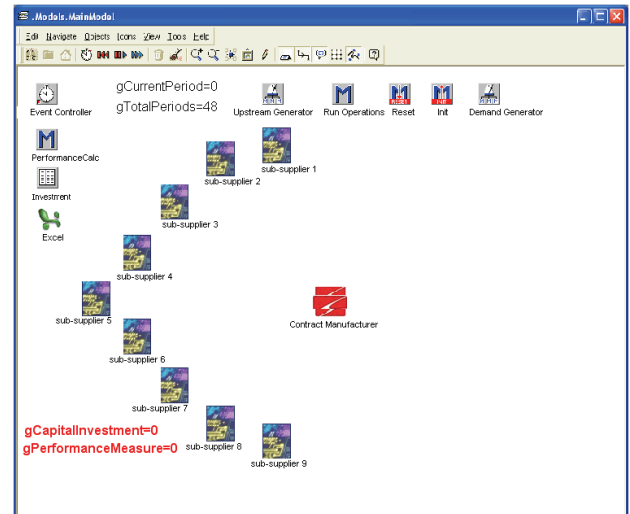 .Models.MainModel
Edit Navigate Objects Icons View Tools Help
gCurrentPeriod=0
gTotalPeriods=48
Event Controller
Upstream Generator
Run Operations
Reset
Init
Demand Generator
PerformanceCalc
Investment
Excel
sub-supplier 1
sub-supplier 2
sub-supplier 3
sub-supplier 4
sub-supplier 5
Contract Manufacturer
sub-supplier 6
sub-supplier 7
gCapitalInvestment=0
gPerformanceMeasure=0
sub-supplier 8
sub-supplier 9